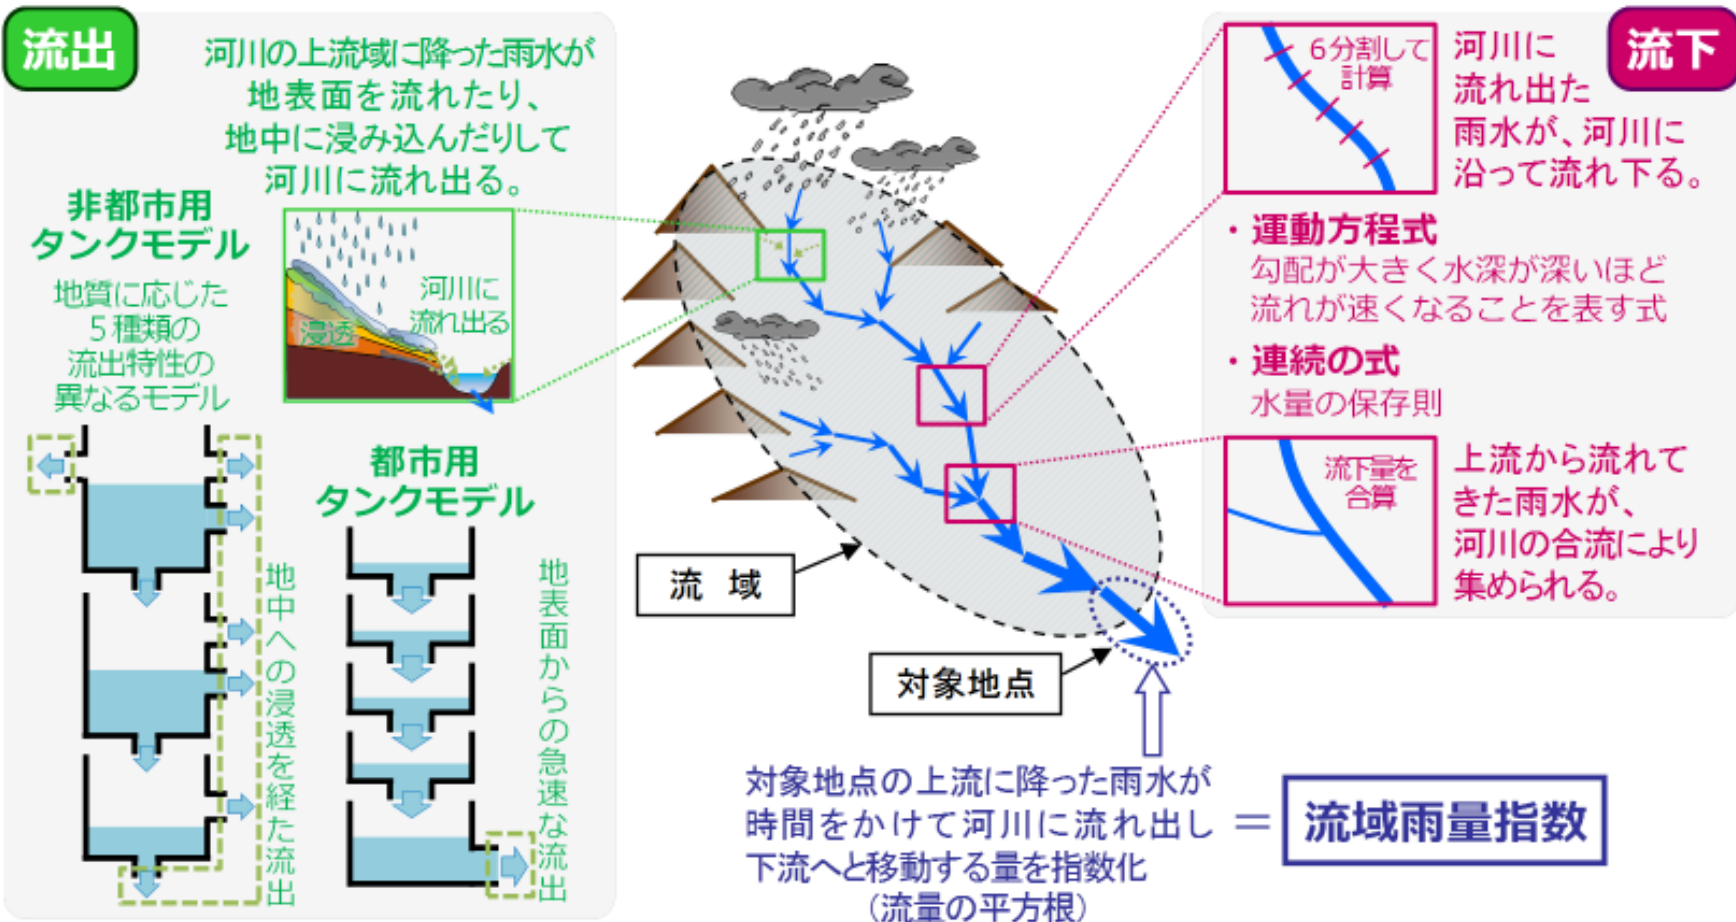 流出
河川の上流域に降った雨水が
地表面を流れたり、
地中に浸み込んだりして
河川に流れ出る。
非都市用
タンクモデル
地質に応じた
5種類の
流出特性の
異なるモデル
浸透
河川に
流れ出る
地中への浸透を経た流出
都市用
タンクモデル
地表面からの急速な流出
流域
対象地点
対象地点の上流に降った雨水が
時間をかけて河川に流れ出し
下流へと移動する量を指数化
(流量の平方根)
=
流域雨量指数
流下
6分割して
計算
河川に
流れ出た
雨水が、河川に
沿って流れ下る。
・運動方程式
勾配が大きく水深が深いほど
流れが速くなることを表す式
・連続の式
水量の保存則
流下量を
合算
上流から流れて
きた雨水が、
河川の合流により
集められる。